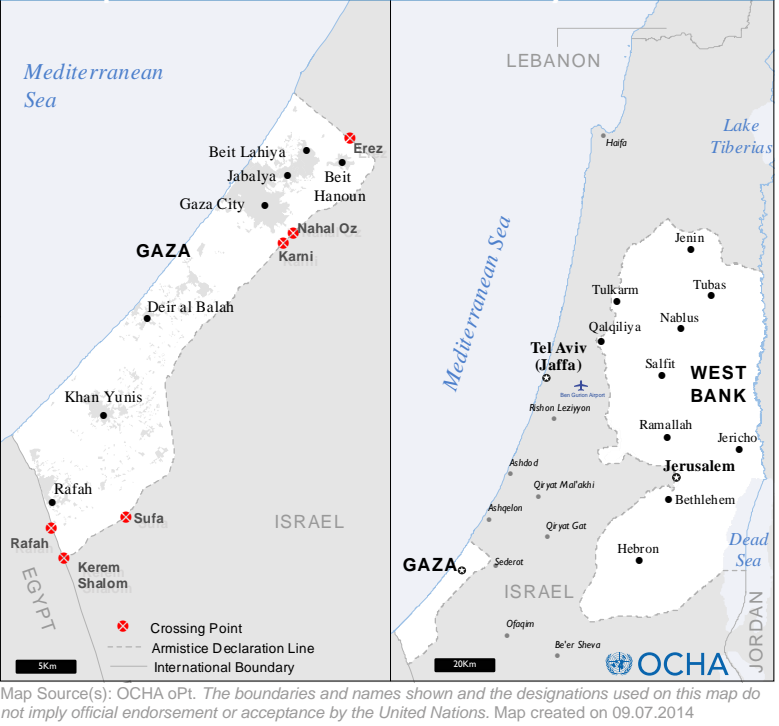 Mediterranean
Sea
Erez
Beit Lahiya
Jabalya
Beit
Hanoun
Gaza City
Nahal Oz
GAZA
Karni
Deir al Balah
Khan Yunis
Rafah
Sufa
ISRAEL
Rafah
Kerem
Shalom
EGYPT
Crossing Point
Armistice Declaration Line
International Boundary
5Km
LEBANON
Lake
Tiberias
Haifa
Mediterranean Sea
Jenin
Tubas
Tulkarm
Nablus
Qalqiliya
Tel Aviv
(Jaffa)
Salfit
WEST
BANK
Ben Gurion Airport
Rishon Leziyyon
Ramallah
Jericho
Jerusalem
Ashdod
Qiryat Mal'akhi
Bethlehem
Ashqelon
Qiryat Gat
Dead
Sea
Hebron
GAZA
Sederot
ISRAEL
JORDAN
Ofaqim
Be'er Sheva
20Km
OCHA
Map Source(s): OCHA oPt. The boundaries and names shown and the designations used on this map do
not imply official endorsement or acceptance by the United Nations. Map created on 09.07.2014